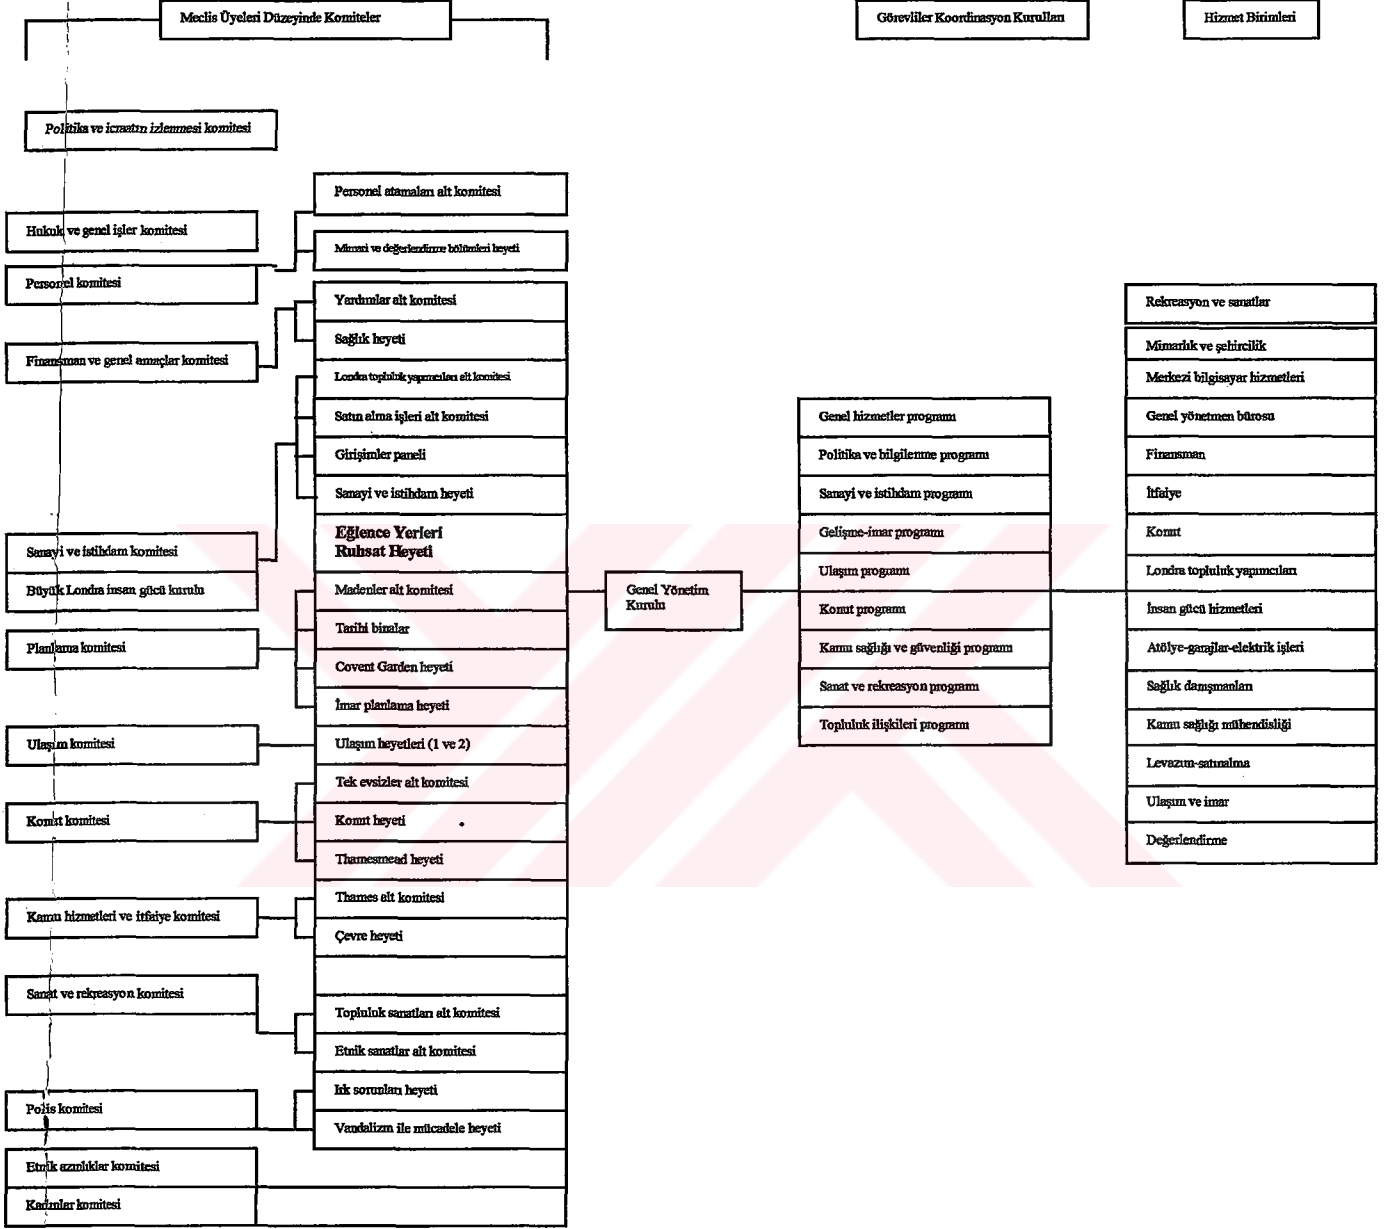 Meclis Üyeleri Düzeyinde Komiteler
Görevliler Koordinasyon Kurulları
Hizmet Birimleri
Politika ve icraatın izlenmesi komitesi
Hukuk ve genel işler komitesi
Personel komitesi
Finansman ve genel amaçlar komitesi
Sanayi ve istihdam komitesi
Büyük Londra insan gücü kurulu
Planlama komitesi
Ulaşım komitesi
Konut komitesi
Kamu hizmetleri ve itfaiye komitesi
Sanat ve rekreasyon komitesi
Polis komitesi
Etnik azınlıklar komitesi
Kadınlar komitesi
Personel atamaları alt komitesi
Mimari ve değerlendirme bölümleri heyeti
Yardımlar alt komitesi
Sağlık heyeti
Londra topluluk yapımcıları alt komitesi
Satın alma işleri alt komitesi
Girişimler paneli
Sanayi ve istihdam heyeti
Eğlence Yerleri
Ruhsat Heyeti
Madenler alt komitesi
Tarihi binalar
Covent Garden heyeti
İmar planlama heyeti
Ulaşım heyetleri (1 ve 2)
Tek evsizler alt komitesi
Konut heyeti
Thamesmead heyeti
Thames alt komitesi
Çevre heyeti
Topluluk sanatları alt komitesi
Etnik sanatlar alt komitesi
Irk sorunları heyeti
Vandalizm ile mücadele heyeti
Genel Yönetim
Kurulu
Genel hizmetler programı
Politika ve bilgilenme programı
Sanayi ve istihdam programı
Gelişme-imar programı
Ulaşım programı
Konut programı
Kamu sağlığı ve güvenliği programı
Sanat ve rekreasyon programı
Topluluk ilişkileri programı
Rekreasyon ve sanatlar
Mimarlık ve şehircilik
Merkezi bilgisayar hizmetleri
Genel yönetmen bürosu
Finansman
İtfaiye
Konut
Londra topluluk yapımcıları
İnsan gücü hizmetleri
Atölye-garajlar-elektrik işleri
Sağlık danışmanları
Kamu sağlığı mühendisliği
Levazım-satınalma
Ulaşım ve imar
Değerlendirme